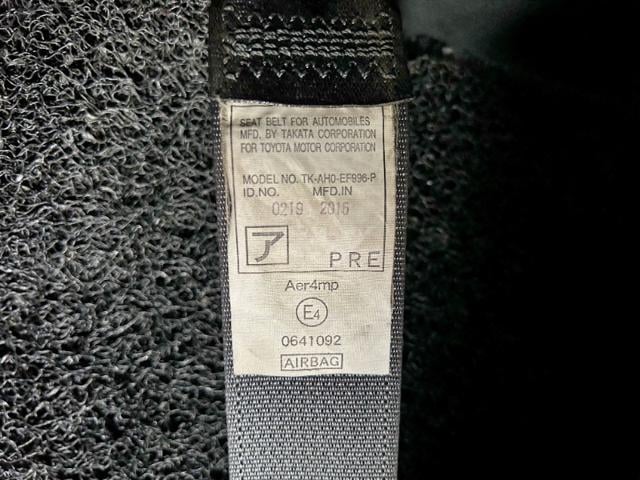 SEAT BELT FOR AUTOMOBILES
MFD. BY TAKATA CORPORATION
FOR TOYOTA MOTOR CORPORATION
MODEL NO. TK-AH0-EF996-P
ID.NO. MFD.IN
0219 2016
ア PRE
Aer4mp
E4
0641092
AIRBAG